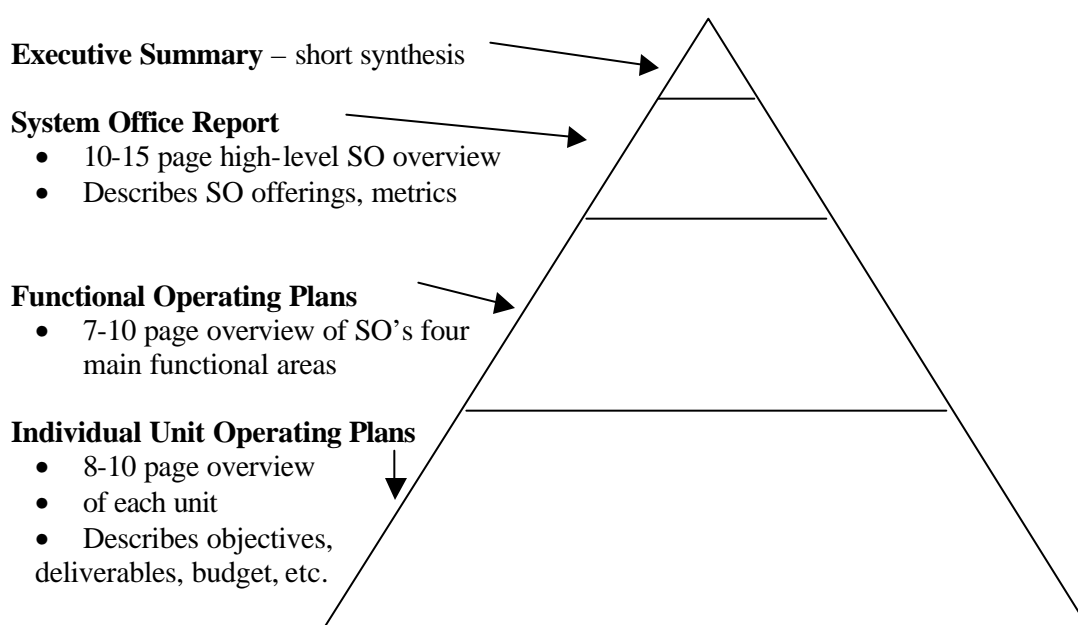 Executive Summary – short synthesis
System Office Report
• 10-15 page high-level SO overview
• Describes SO offerings, metrics
Functional Operating Plans
• 7-10 page overview of SO’s four
main functional areas
Individual Unit Operating Plans
• 8-10 page overview
• of each unit
• Describes objectives,
deliverables, budget, etc.